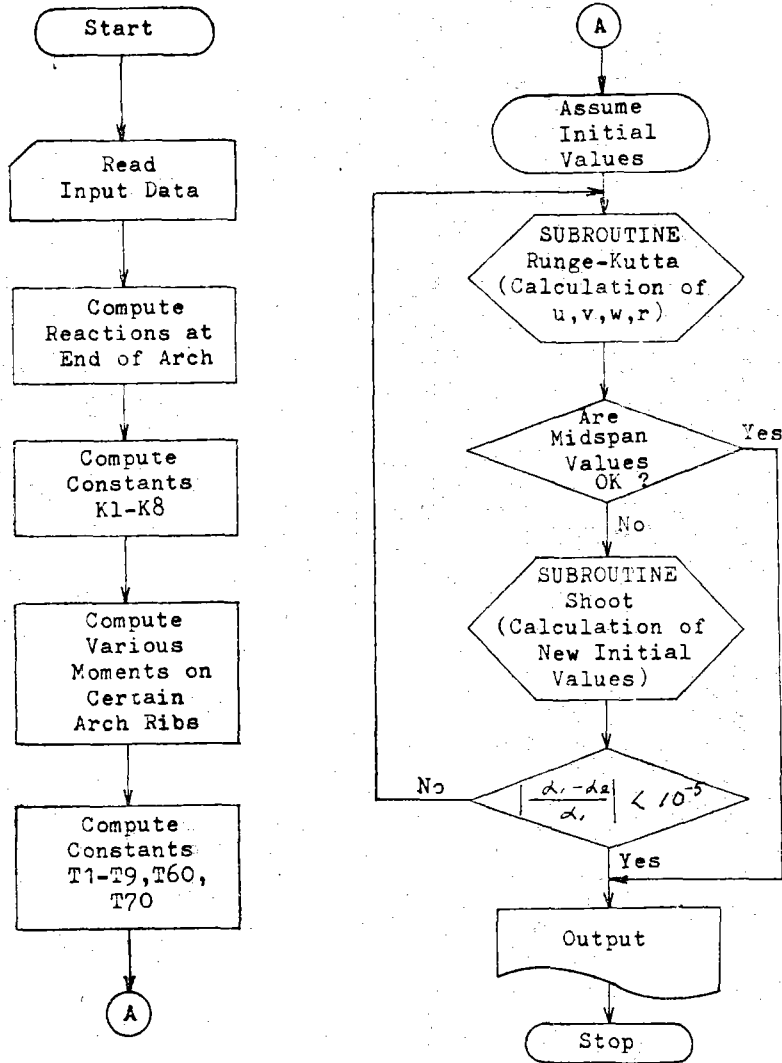 Start
Read
Input Data
Compute
Reactions at
End of Arch
Compute
Constants
K1-K8
Compute
Various
Moments on
Certain
Arch Ribs
Compute
Constants
T1-T9,T60,
T70
A
A
Assume
Initial
Values
SUBROUTINE
Runge-Kutta
(Calculation of
u,v,w,r)
Are
Midspan
Values
OK ?
Yes
No
SUBROUTINE
Shoot
(Calculation of
New Initial
Values)
No
| α₁-α₂ / α₁ | < 10⁻⁵
Yes
Output
Stop